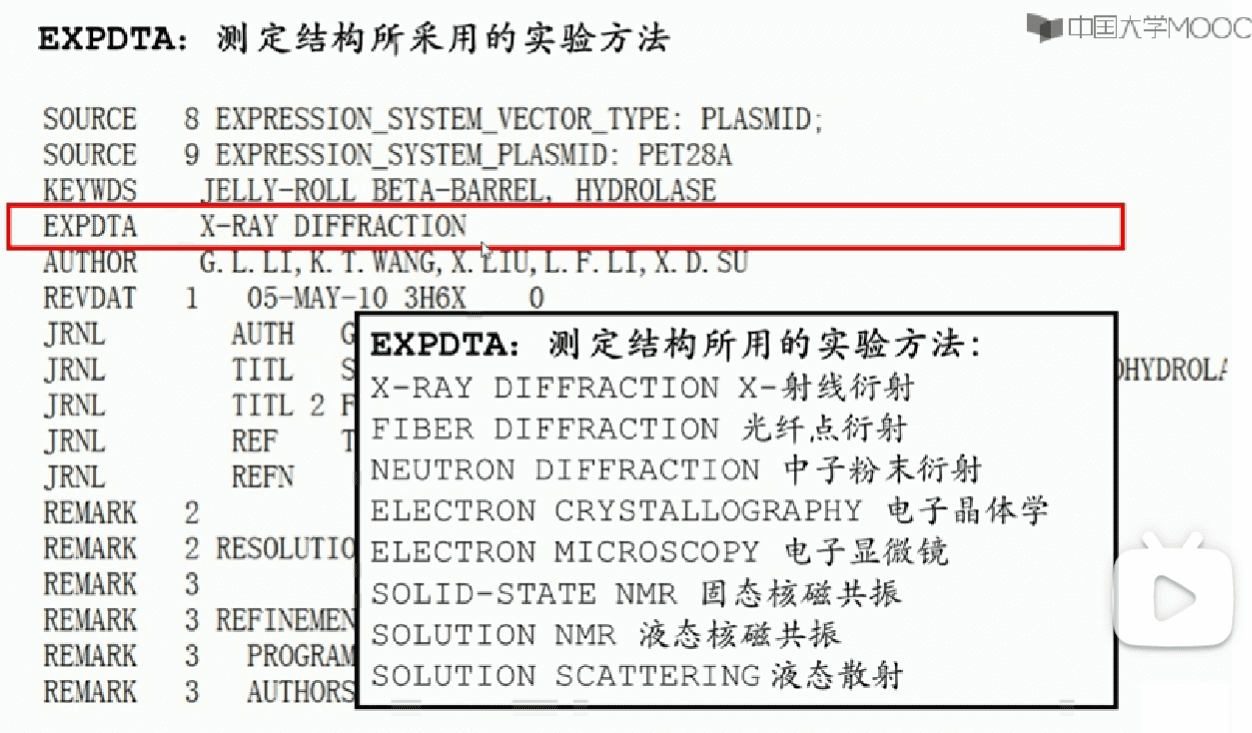 EXPDTA: 测定结构所采用的实验方法
中国大学MOOC
SOURCE 8 EXPRESSION_SYSTEM_VECTOR_TYPE: PLASMID;
SOURCE 9 EXPRESSION_SYSTEM_PLASMID: PET28A
KEYWDS JELLY-ROLL BETA-BARREL, HYDROLASE
EXPDTA X-RAY DIFFRACTION
AUTHOR G.L.LI,K.T.WANG,X.LIU,L.F.LI,X.D.SU
REVDAT 1 05-MAY-10 3H6X 0
JRNL AUTH G
JRNL TITL S OHYDROLA
JRNL TITL 2 F
JRNL REF T
JRNL REFN
REMARK 2
REMARK 2 RESOLUTIO
REMARK 3
REMARK 3 REFINEMEN
REMARK 3 PROGRAM
REMARK 3 AUTHORS
EXPDTA: 测定结构所用的实验方法:
X-RAY DIFFRACTION X-射线衍射
FIBER DIFFRACTION 光纤点衍射
NEUTRON DIFFRACTION 中子粉末衍射
ELECTRON CRYSTALLOGRAPHY 电子晶体学
ELECTRON MICROSCOPY 电子显微镜
SOLID-STATE NMR 固态核磁共振
SOLUTION NMR 液态核磁共振
SOLUTION SCATTERING 液态散射